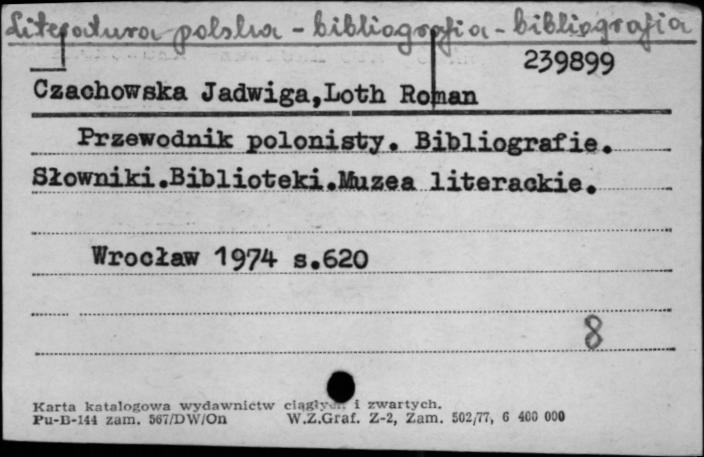 Literatura polska - bibliografia - bibliografia
239899
Czachowska Jadwiga,Loth Roman
Przewodnik polonisty. Bibliografie.
Słowniki.Biblioteki.Muzea literackie.
Wrocław 1974 s.620
8
Karta katalogowa wydawnictw ciągłych i zwartych.
Pu-B-144 zam. 567/DW/On W.Z.Graf. Z-2, Zam. 502/77, 6 400 000